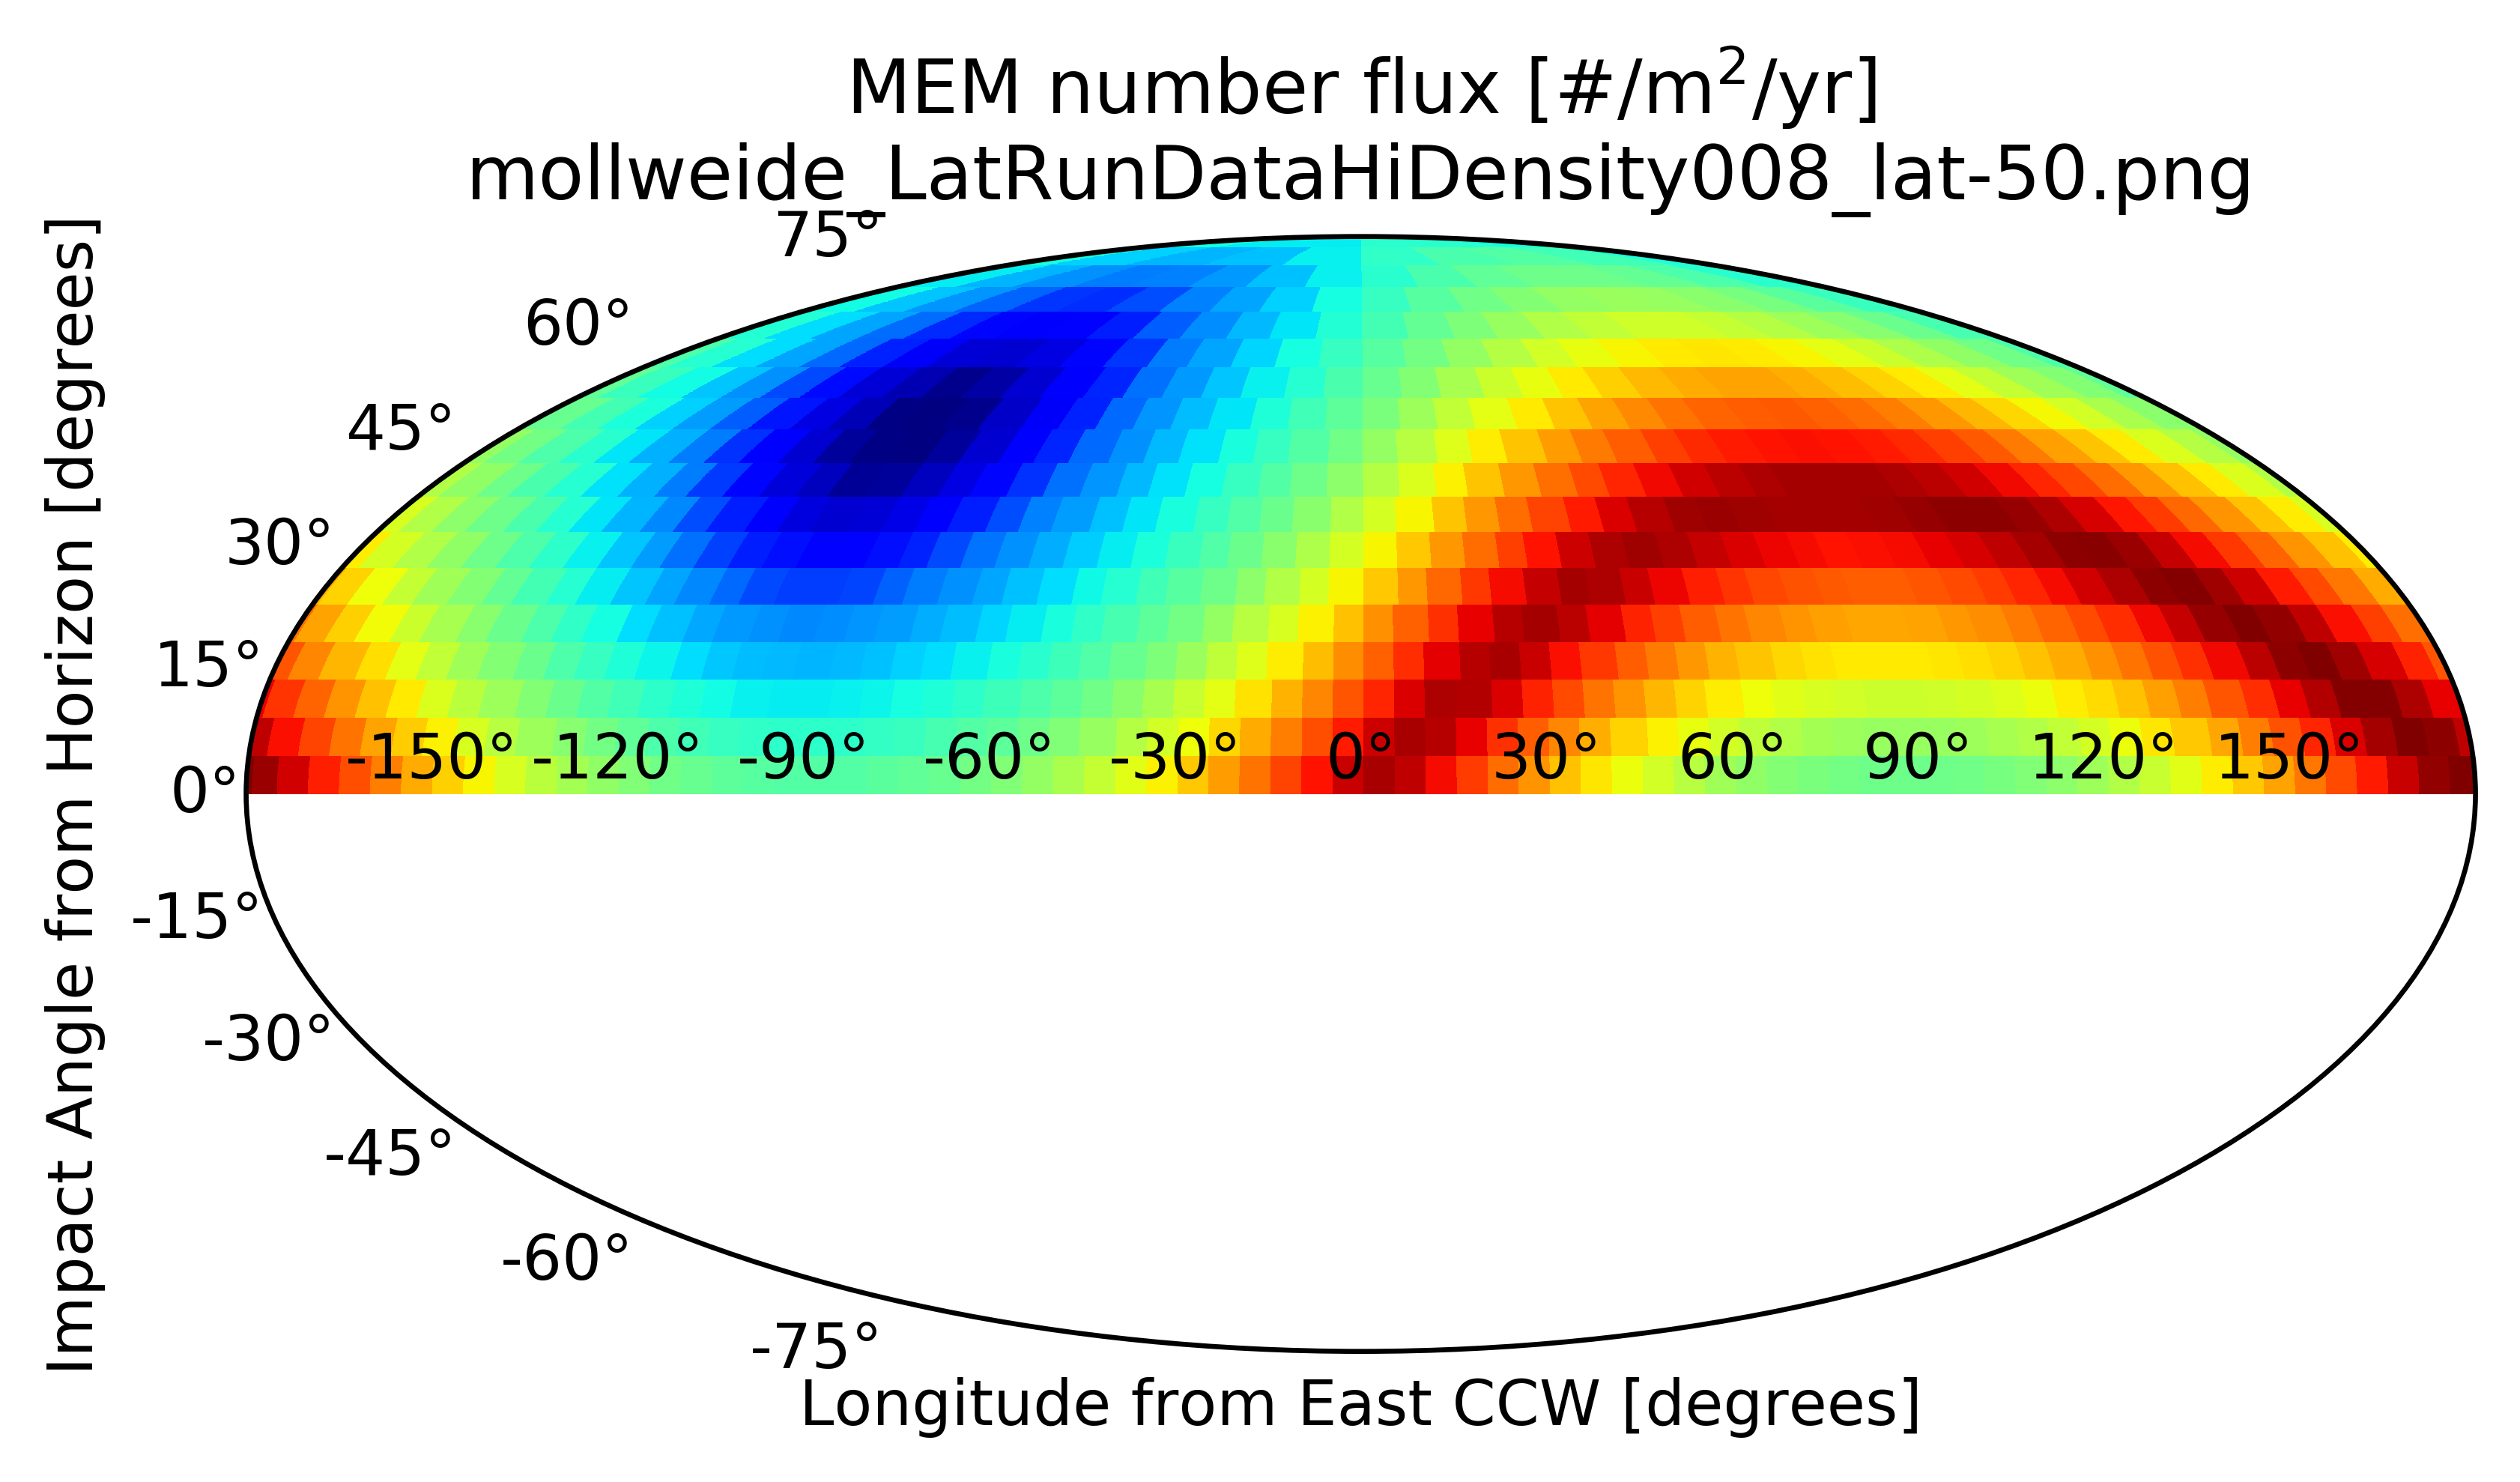 MEM number flux [#/m²/yr]
mollweide_LatRunDataHiDensity008_lat-50.png
Impact Angle from Horizon [degrees]
75°
60°
45°
30°
15°
0°
-15°
-30°
-45°
-60°
-75°
-150° -120° -90° -60° -30° 0° 30° 60° 90° 120° 150°
Longitude from East CCW [degrees]